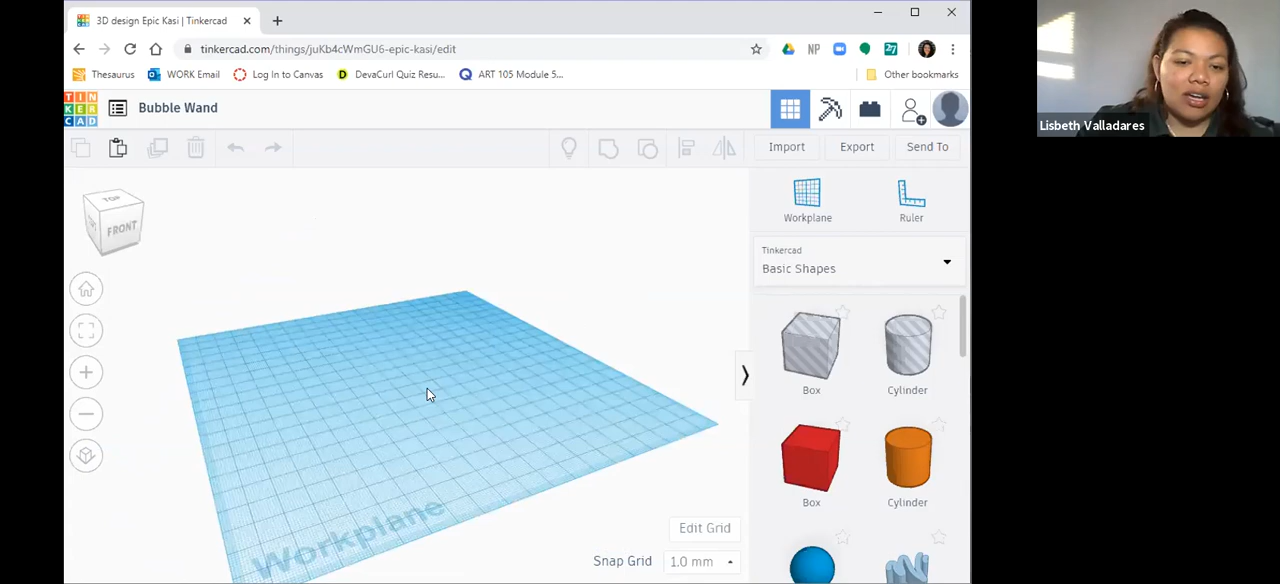 3D design Epic Kasi | Tinkercad
tinkercad.com/things/juKb4cWmGU6-epic-kasi/edit
NP
27
Thesaurus
WORK Email
Log In to Canvas
D
DevaCurl Quiz Resu...
Q
ART 105 Module 5...
Other bookmarks
TIN
KER
CAD
Bubble Wand
Import
Export
Send To
TOP
FRONT
Workplane
Ruler
Tinkercad
Basic Shapes
Box
Cylinder
Box
Cylinder
Workplane
Edit Grid
Snap Grid
1.0 mm
Lisbeth Valladares